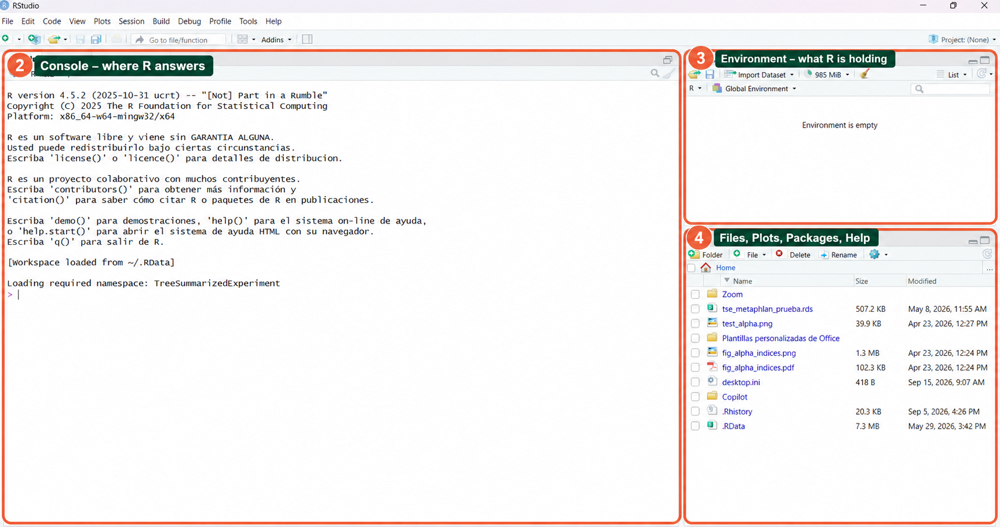 RStudio
File Edit Code View Plots Session Build Debug Profile Tools Help
Go to file/function Addins Project: (None)
2 Console – where R answers
R version 4.5.2 (2025-10-31 ucrt) -- "[Not] Part in a Rumble"
Copyright (C) 2025 The R Foundation for Statistical Computing
Platform: x86_64-w64-mingw32/x64
R es un software libre y viene sin GARANTIA ALGUNA.
Usted puede redistribuirlo bajo ciertas circunstancias.
Escriba 'license()' o 'licence()' para detalles de distribucion.
R es un proyecto colaborativo con muchos contribuyentes.
Escriba 'contributors()' para obtener más información y
'citation()' para saber cómo citar R o paquetes de R en publicaciones.
Escriba 'demo()' para demostraciones, 'help()' para el sistema on-line de ayuda,
o 'help.start()' para abrir el sistema de ayuda HTML con su navegador.
Escriba 'q()' para salir de R.
[Workspace loaded from ~/.RData]
Loading required namespace: TreeSummarizedExperiment
>
3 Environment – what R is holding
Import Dataset 985 MiB List
R Global Environment
Environment is empty
4 Files, Plots, Packages, Help
Folder File Delete Rename
Home ...
Name Size Modified
Zoom
tse_metaphlan_prueba.rds 507.2 KB May 8, 2026, 11:55 AM
test_alpha.png 39.9 KB Apr 23, 2026, 12:27 PM
Plantillas personalizadas de Office
fig_alpha_indices.png 1.3 MB Apr 23, 2026, 12:24 PM
fig_alpha_indices.pdf 102.3 KB Apr 23, 2026, 12:24 PM
desktop.ini 418 B Sep 15, 2026, 9:07 AM
Copilot
.Rhistory 20.3 KB Sep 5, 2026, 4:26 PM
.RData 7.3 MB May 29, 2026, 3:42 PM